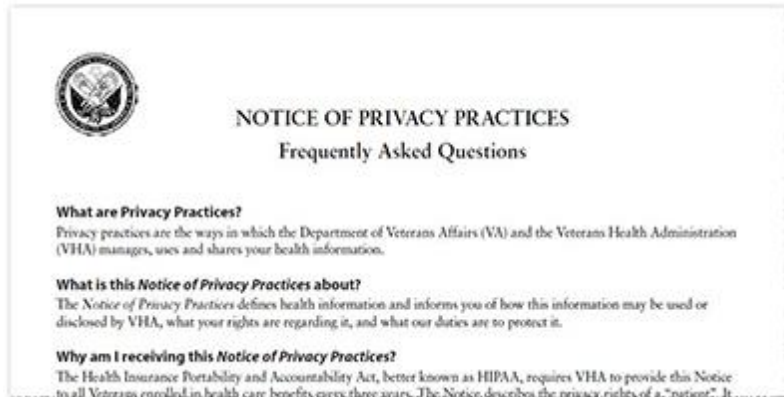 NOTICE OF PRIVACY PRACTICES
Frequently Asked Questions
What are Privacy Practices?
Privacy practices are the ways in which the Department of Veterans Affairs (VA) and the Veterans Health Administration
(VHA) manages, uses and shares your health information.
What is this Notice of Privacy Practices about?
The Notice of Privacy Practices defines health information and informs you of how this information may be used or
disclosed by VHA, what your rights are regarding it, and what our duties are to protect it.
Why am I receiving this Notice of Privacy Practices?
The Health Insurance Portability and Accountability Act, better known as HIPAA, requires VHA to provide this Notice
to all Veterans enrolled in health care benefits every three years. The Notice describes the privacy rights of a "patient". It